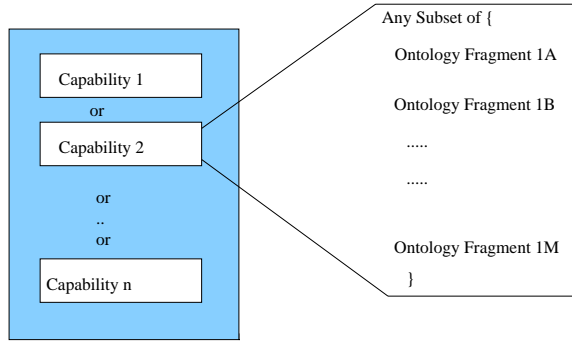 Capability 1
or
Capability 2
or
..
or
Capability n
Any Subset of {
Ontology Fragment 1A
Ontology Fragment 1B
.....
.....
Ontology Fragment 1M
}